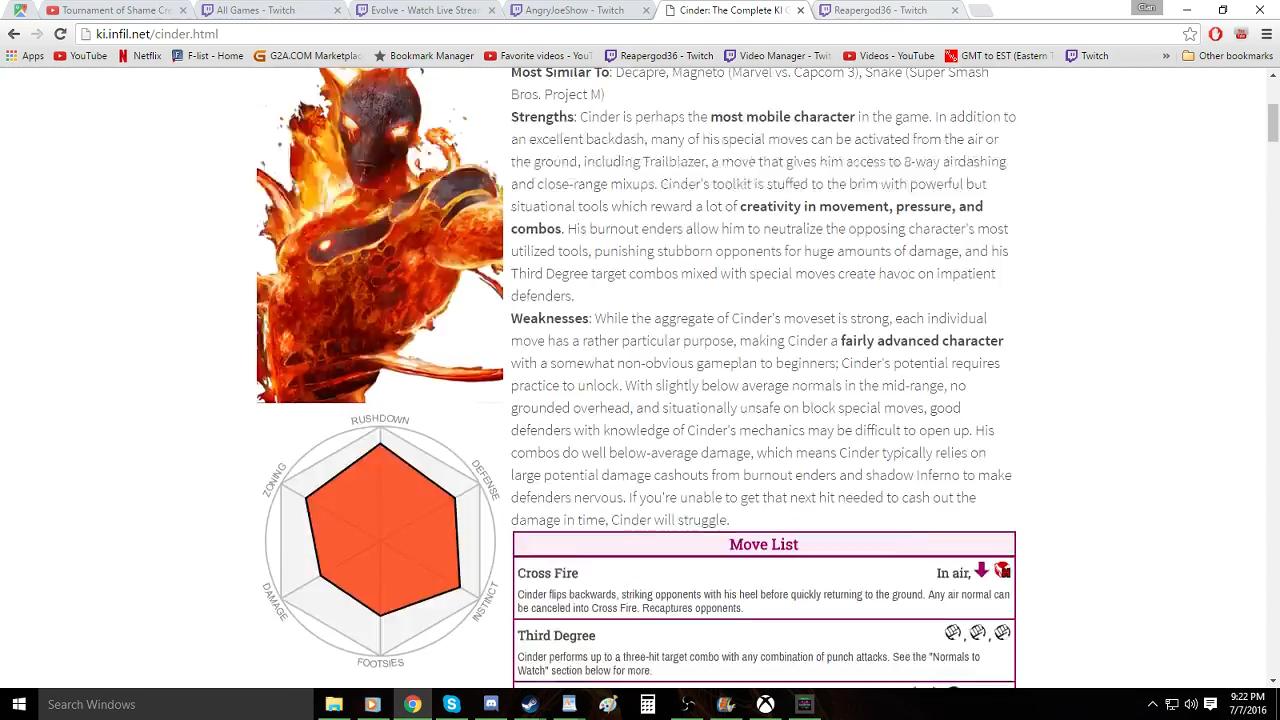 Glen
Tournament of Shame Cre
All Games - Twitch
Evolve - Watch Live Stream
AngryJoeShow - Twitch
Cinder: The Complete KI G
Reapergod36 - Twitch
ki.infil.net/cinder.html
Apps
YouTube
Netflix
F-list - Home
G2A.COM Marketplac
Bookmark Manager
Favorite videos - YouT
Reapergod36 - Twitch
Video Manager - Twit
Videos - YouTube
GMT to EST (Eastern T
Twitch
»
Other bookmarks
Most Similar To: Decapre, Magneto (Marvel vs. Capcom 3), Snake (Super Smash
Bros. Project M)
Strengths: Cinder is perhaps the most mobile character in the game. In addition to
an excellent backdash, many of his special moves can be activated from the air or
the ground, including Trailblazer, a move that gives him access to 8-way airdashing
and close-range mixups. Cinder's toolkit is stuffed to the brim with powerful but
situational tools which reward a lot of creativity in movement, pressure, and
combos. His burnout enders allow him to neutralize the opposing character's most
utilized tools, punishing stubborn opponents for huge amounts of damage, and his
Third Degree target combos mixed with special moves create havoc on impatient
defenders.
Weaknesses: While the aggregate of Cinder's moveset is strong, each individual
move has a rather particular purpose, making Cinder a fairly advanced character
with a somewhat non-obvious gameplan to beginners; Cinder's potential requires
practice to unlock. With slightly below average normals in the mid-range, no
grounded overhead, and situationally unsafe on block special moves, good
defenders with knowledge of Cinder's mechanics may be difficult to open up. His
combos do well below-average damage, which means Cinder typically relies on
large potential damage cashouts from burnout enders and shadow Inferno to make
defenders nervous. If you're unable to get that next hit needed to cash out the
damage in time, Cinder will struggle.
RUSHDOWN
DEFENSE
INSTINCT
FOOTSIES
DAMAGE
ZONING
Move List
Cross Fire
In air,
Cinder flips backwards, striking opponents with his heel before quickly returning to the ground. Any air normal can
be canceled into Cross Fire. Recaptures opponents.
Third Degree
, ,
Cinder performs up to a three-hit target combo with any combination of punch attacks. See the "Normals to
Watch" section below for more.
Search Windows
9:22 PM
7/7/2016